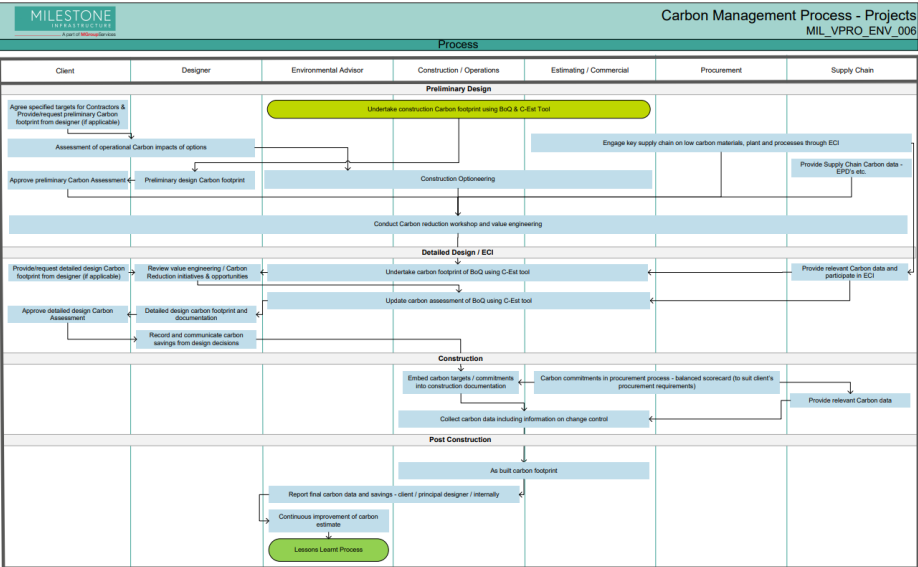 MILESTONE
INFRASTRUCTURE
A part of MGroupServices
Carbon Management Process - Projects
MIL_VPRO_ENV_006
Process
Client
Designer
Environmental Advisor
Construction / Operations
Estimating / Commercial
Procurement
Supply Chain
Preliminary Design
Agree specified targets for Contractors &
Provide/request preliminary Carbon
footprint from designer (if applicable)
Undertake construction Carbon footprint using BoQ & C-Est Tool
Assessment of operational Carbon impacts of options
Engage key supply chain on low carbon materials, plant and processes through ECI
Provide Supply Chain Carbon data -
EPD's etc.
Approve preliminary Carbon Assessment
Preliminary design Carbon footprint
Construction Optioneering
Conduct Carbon reduction workshop and value engineering
Detailed Design / ECI
Provide/request detailed design Carbon
footprint from designer (if applicable)
Review value engineering / Carbon
Reduction initiatives & opportunities
Undertake carbon footprint of BoQ using C-Est tool
Provide relevant Carbon data and
participate in ECI
Update carbon assessment of BoQ using C-Est tool
Approve detailed design Carbon
Assessment
Detailed design carbon footprint and
documentation
Record and communicate carbon
savings from design decisions
Construction
Embed carbon targets / commitments
into construction documentation
Carbon commitments in procurement process - balanced scorecard (to suit client's
procurement requirements)
Provide relevant Carbon data
Collect carbon data including information on change control
Post Construction
As built carbon footprint
Report final carbon data and savings - client / principal designer / internally
Continuous improvement of carbon
estimate
Lessons Learnt Process